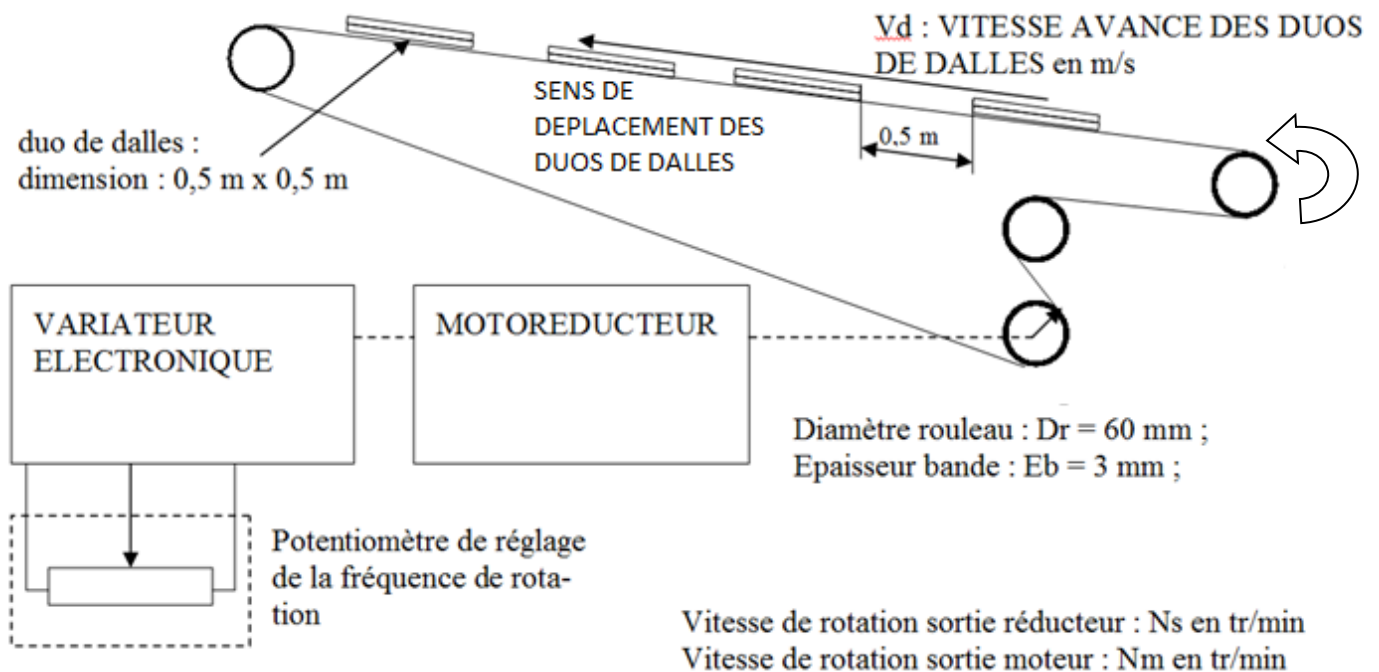 Vd : VITESSE AVANCE DES DUOS
DE DALLES en m/s
SENS DE
DEPLACEMENT DES
DUOS DE DALLES
0,5 m
duo de dalles :
dimension : 0,5 m x 0,5 m
VARIATEUR
ELECTRONIQUE
MOTOREDUCTEUR
Diamètre rouleau : Dr = 60 mm ;
Epaisseur bande : Eb = 3 mm ;
Potentiomètre de réglage
de la fréquence de rota-
tion
Vitesse de rotation sortie réducteur : Ns en tr/min
Vitesse de rotation sortie moteur : Nm en tr/min